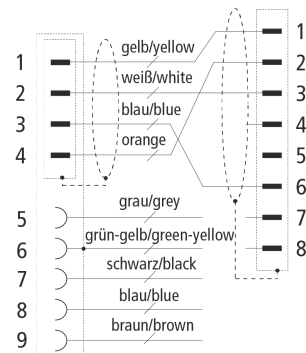 1
gelb/yellow
1
2
weiß/white
2
3
blau/blue
3
4
orange
4
5
6
7
8
5
grau/grey
6
grün-gelb/green-yellow
7
schwarz/black
8
blau/blue
9
braun/brown